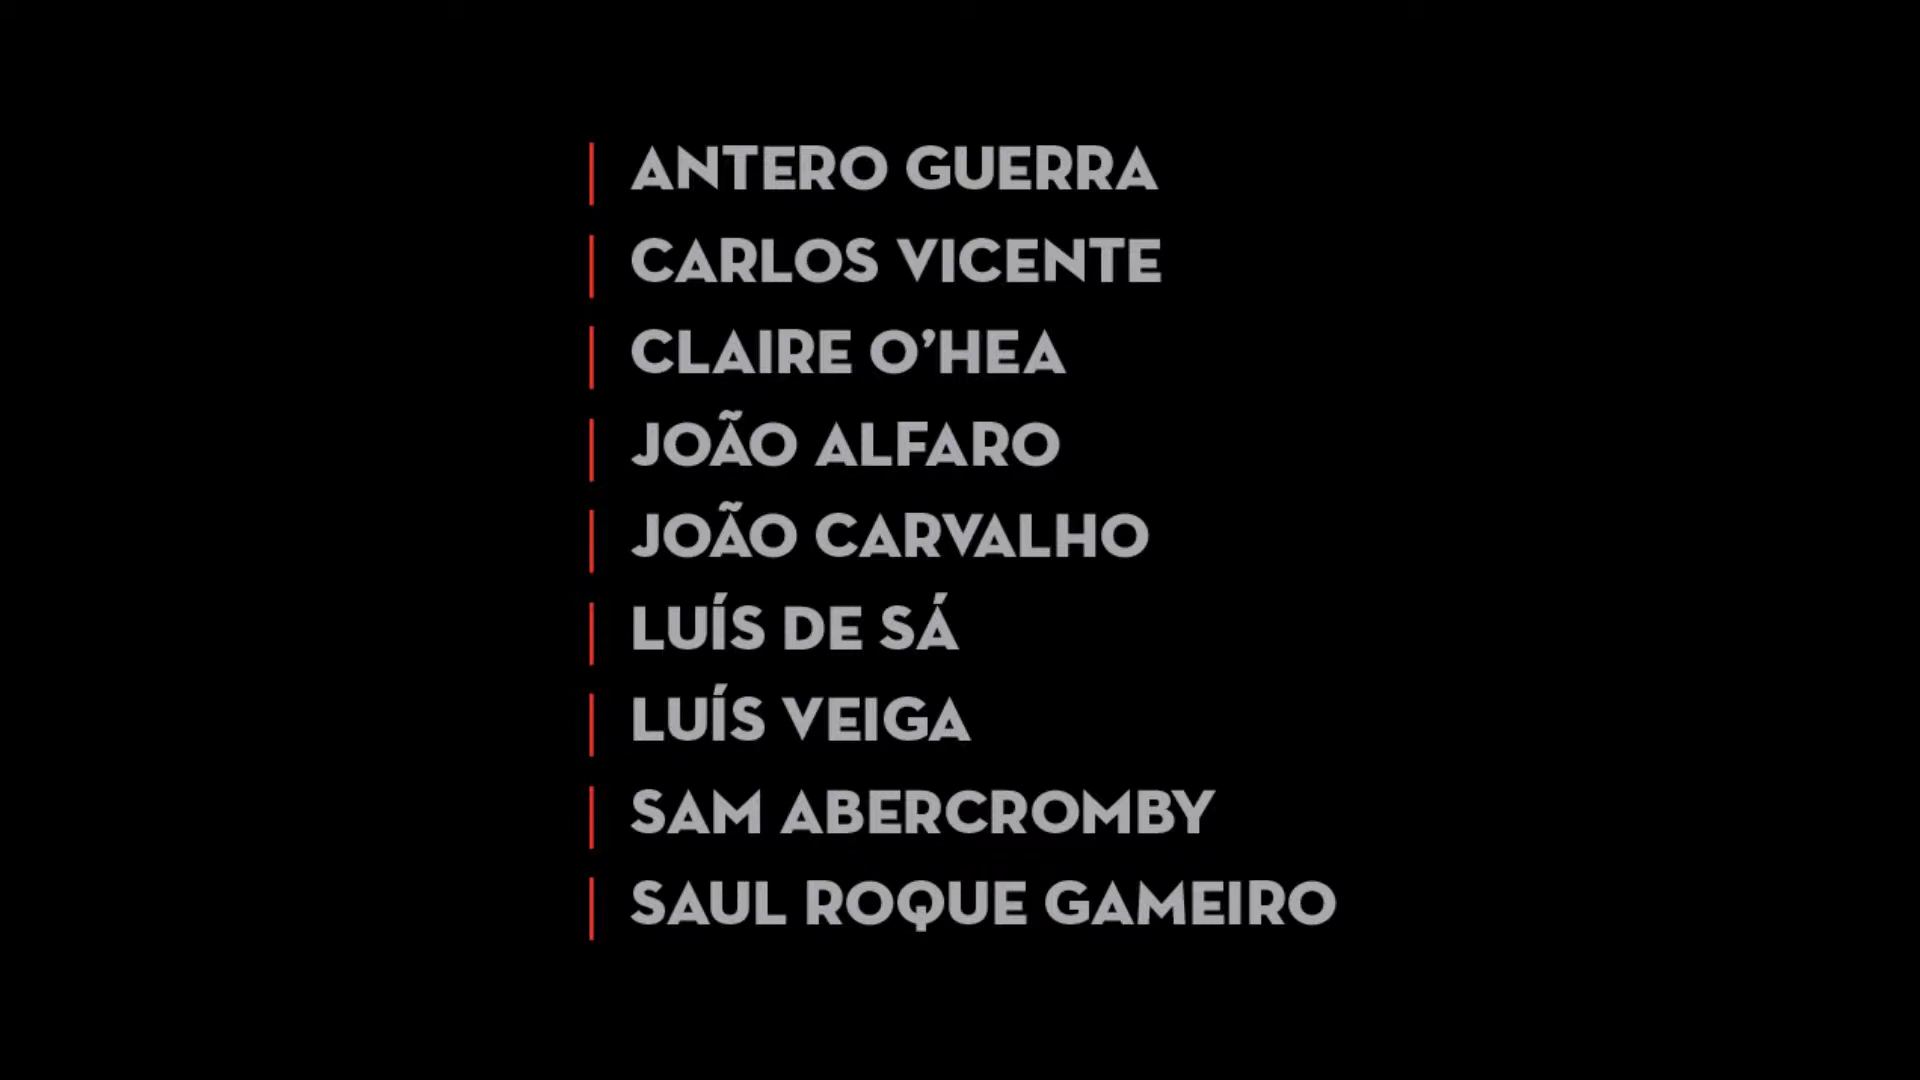 ANTERO GUERRA
CARLOS VICENTE
CLAIRE O’HEA
JOÃO ALFARO
JOÃO CARVALHO
LUÍS DE SÁ
LUÍS VEIGA
SAM ABERCROMBY
SAUL ROQUE GAMEIRO